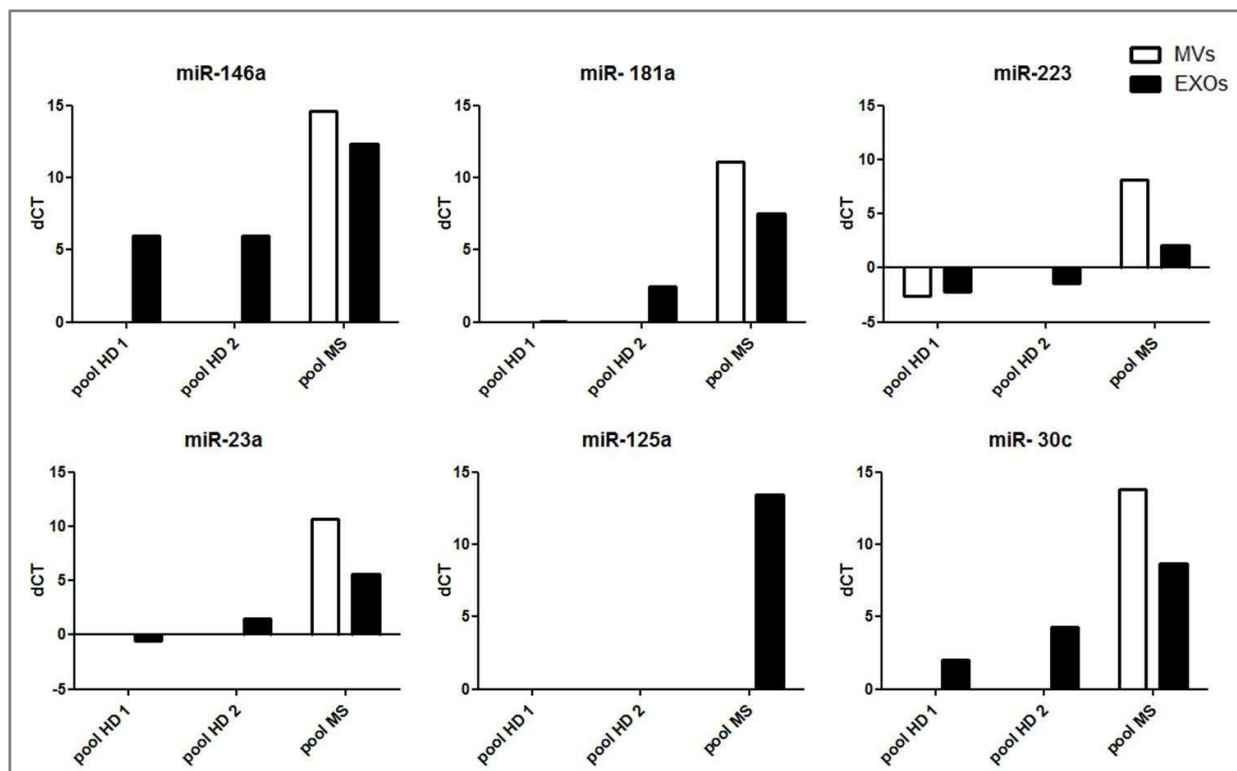 MVs
EXOs
miR-146a
15
10
5
0
dCT
pool HD 1
pool HD 2
pool MS
miR- 181a
15
10
5
0
dCT
pool HD 1
pool HD 2
pool MS
miR-223
15
10
5
0
-5
dCT
pool HD 1
pool HD 2
pool MS
miR-23a
15
10
5
0
-5
dCT
pool HD 1
pool HD 2
pool MS
miR-125a
15
10
5
0
dCT
pool HD 1
pool HD 2
pool MS
miR- 30c
15
10
5
0
dCT
pool HD 1
pool HD 2
pool MS